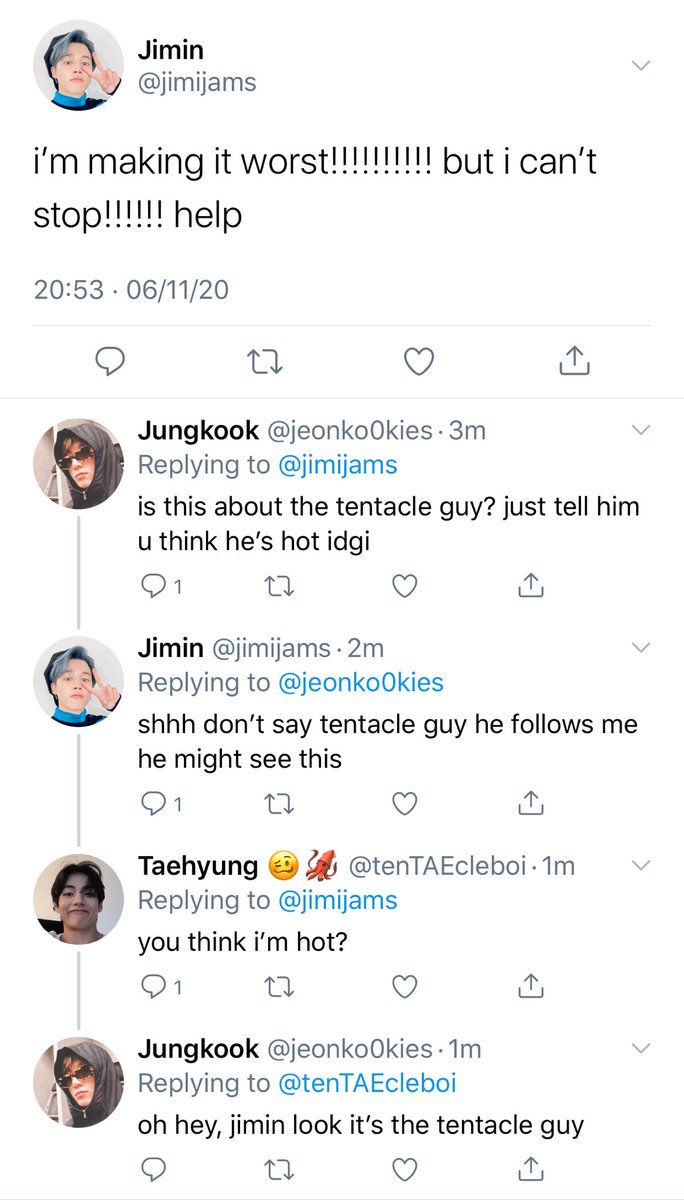 Jimin
@jimijams
i’m making it worst!!!!!!!!!! but i can’t
stop!!!!!! help
20:53 · 06/11/20
Jungkook @jeonko0kies · 3m
Replying to @jimijams
is this about the tentacle guy? just tell him
u think he’s hot idgi
1
Jimin @jimijams · 2m
Replying to @jeonko0kies
shhh don’t say tentacle guy he follows me
he might see this
1
Taehyung 🥴🦑 @tenTAEcleboi · 1m
Replying to @jimijams
you think i’m hot?
1
Jungkook @jeonko0kies · 1m
Replying to @tenTAEcleboi
oh hey, jimin look it’s the tentacle guy